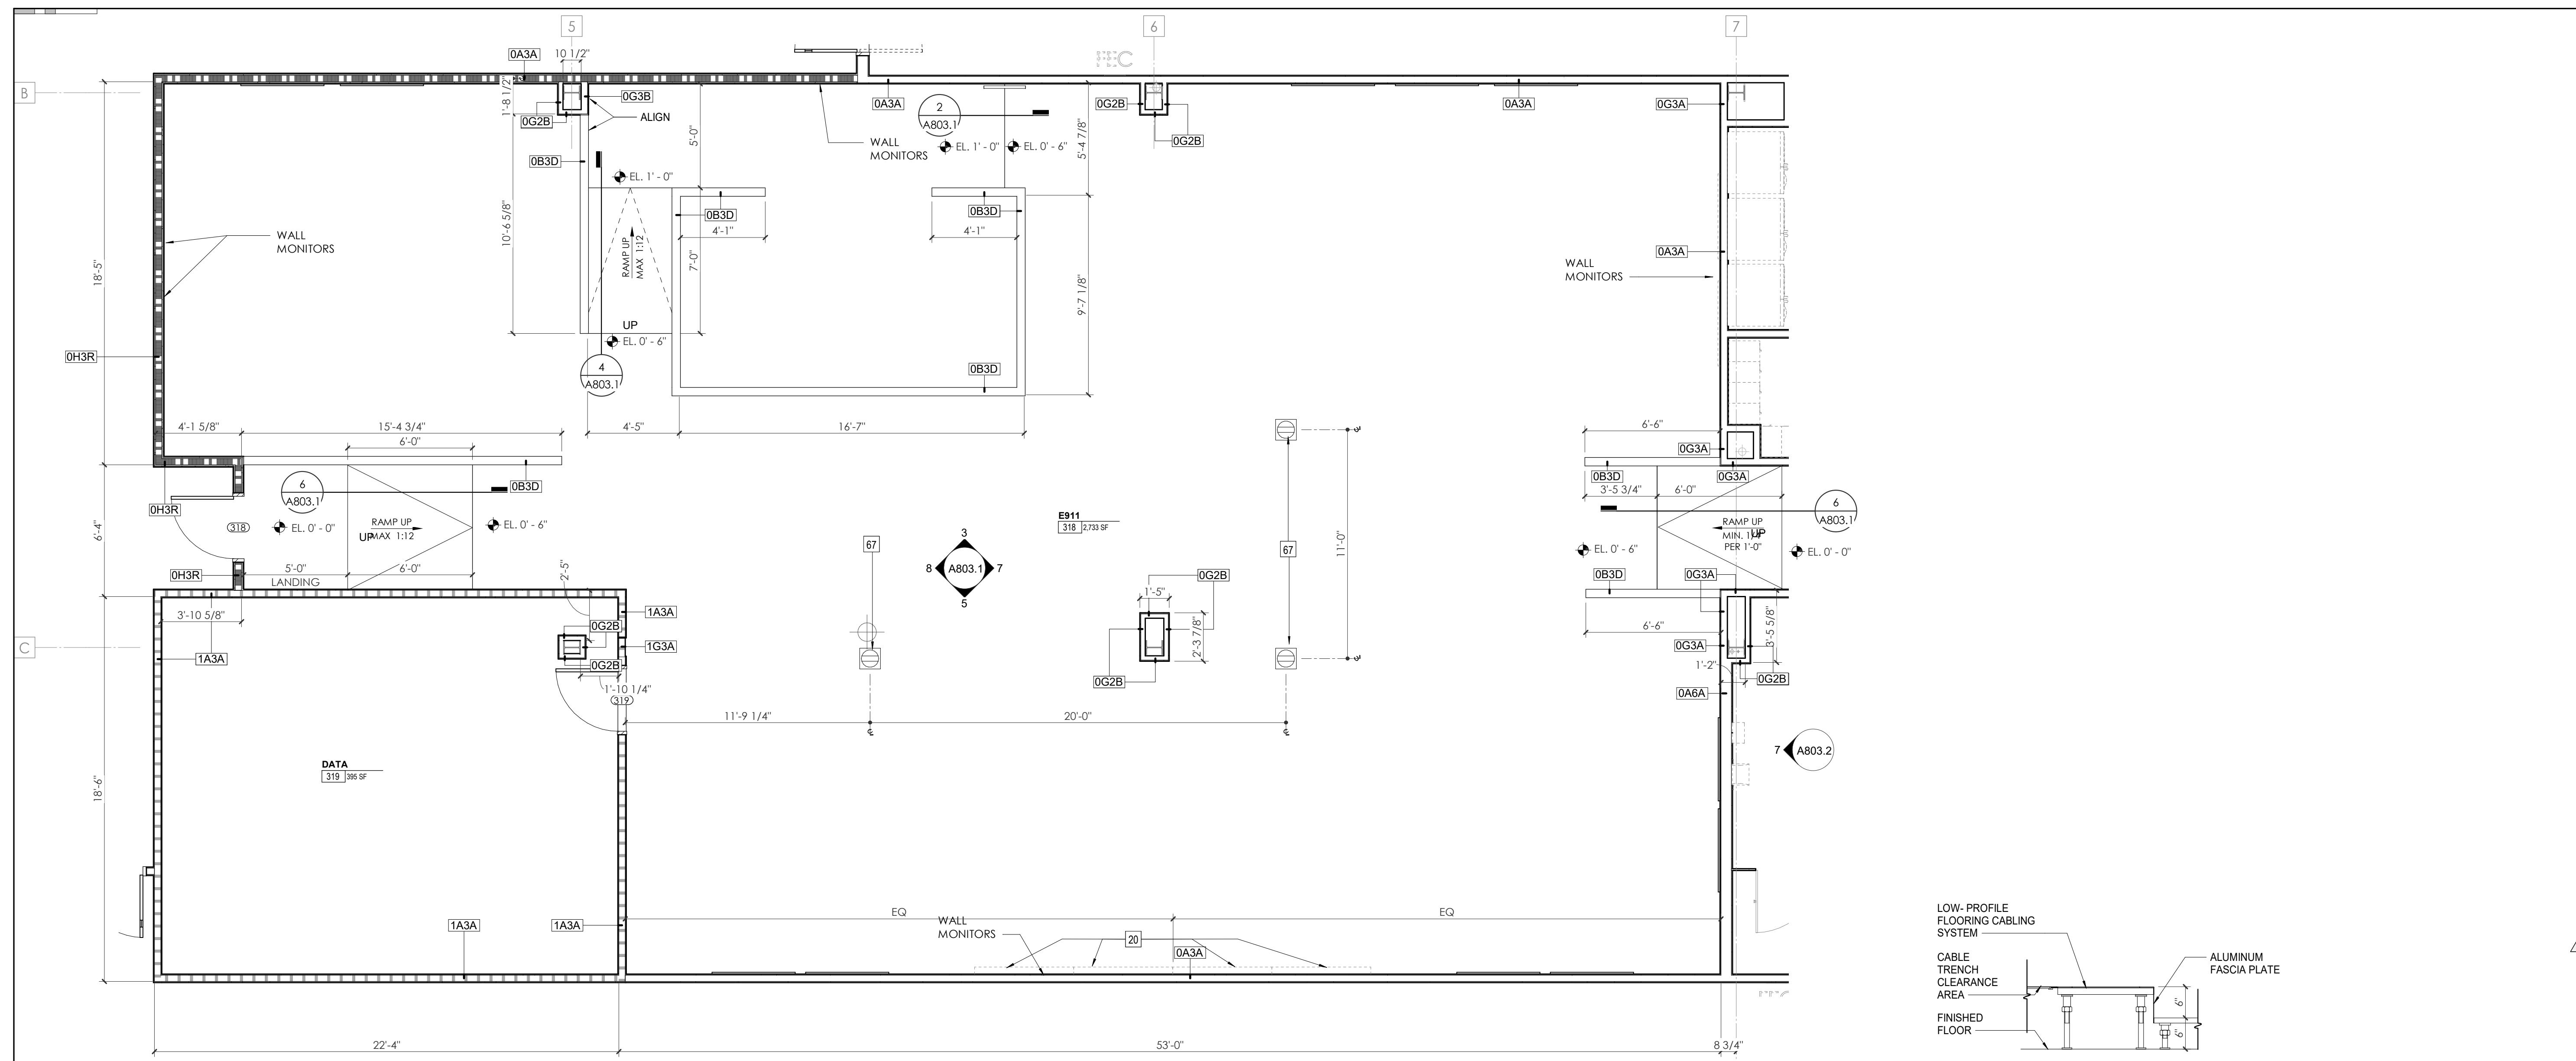 5
6
7
B
C
0A3A
10 1/2"
1'-8 1/2"
0G3B
0G2B
ALIGN
0B3D
5'-0"
EL. 1' - 0"
10'-6 5/8"
RAMP UP
MAX 1:12
7'-0"
UP
EL. 0' - 6"
4
A803.1
WALL
MONITORS
18'-5"
0H3R
FEC
0A3A
2
A803.1
WALL
MONITORS
EL. 1' - 0"
EL. 0' - 6"
5'-4 7/8"
0G2B
0G2B
0B3D
4'-1"
0B3D
4'-1"
9'-7 1/8"
0B3D
0A3A
0G3A
0A3A
WALL
MONITORS
4'-1 5/8"
15'-4 3/4"
6'-0"
4'-5"
16'-7"
6'-6"
0G3A
0G3A
0B3D
3'-5 3/4"
6'-0"
6
A803.1
0B3D
0H3R
318
EL. 0' - 0"
RAMP UP
MAX 1:12
UP
EL. 0' - 6"
6'-4"
0H3R
5'-0"
LANDING
6'-0"
2'-5"
3'-10 5/8"
1A3A
0G2B
0G2B
1'-10 1/4"
319
1A3A
1G3A
67
3
8
A803.1
7
5
E911
318
2,733 SF
67
11'-0"
1'-5"
0G2B
2'-3 7/8"
0G2B
11'-9 1/4"
20'-0"
EL. 0' - 6"
RAMP UP
UP
MIN. 1/4"
PER 1'-0"
6
A803.1
EL. 0' - 0"
0B3D
0G3A
6'-6"
0G3A
3'-5 5/8"
1'-2"
0G2B
0A6A
7
A803.2
DATA
319
395 SF
18'-6"
1A3A
1A3A
EQ
EQ
WALL
MONITORS
20
0A3A
22'-4"
53'-0"
8 3/4"
LOW- PROFILE
FLOORING CABLING
SYSTEM
CABLE
TRENCH
CLEARANCE
AREA
FINISHED
FLOOR
ALUMINUM
FASCIA PLATE
6"
6"